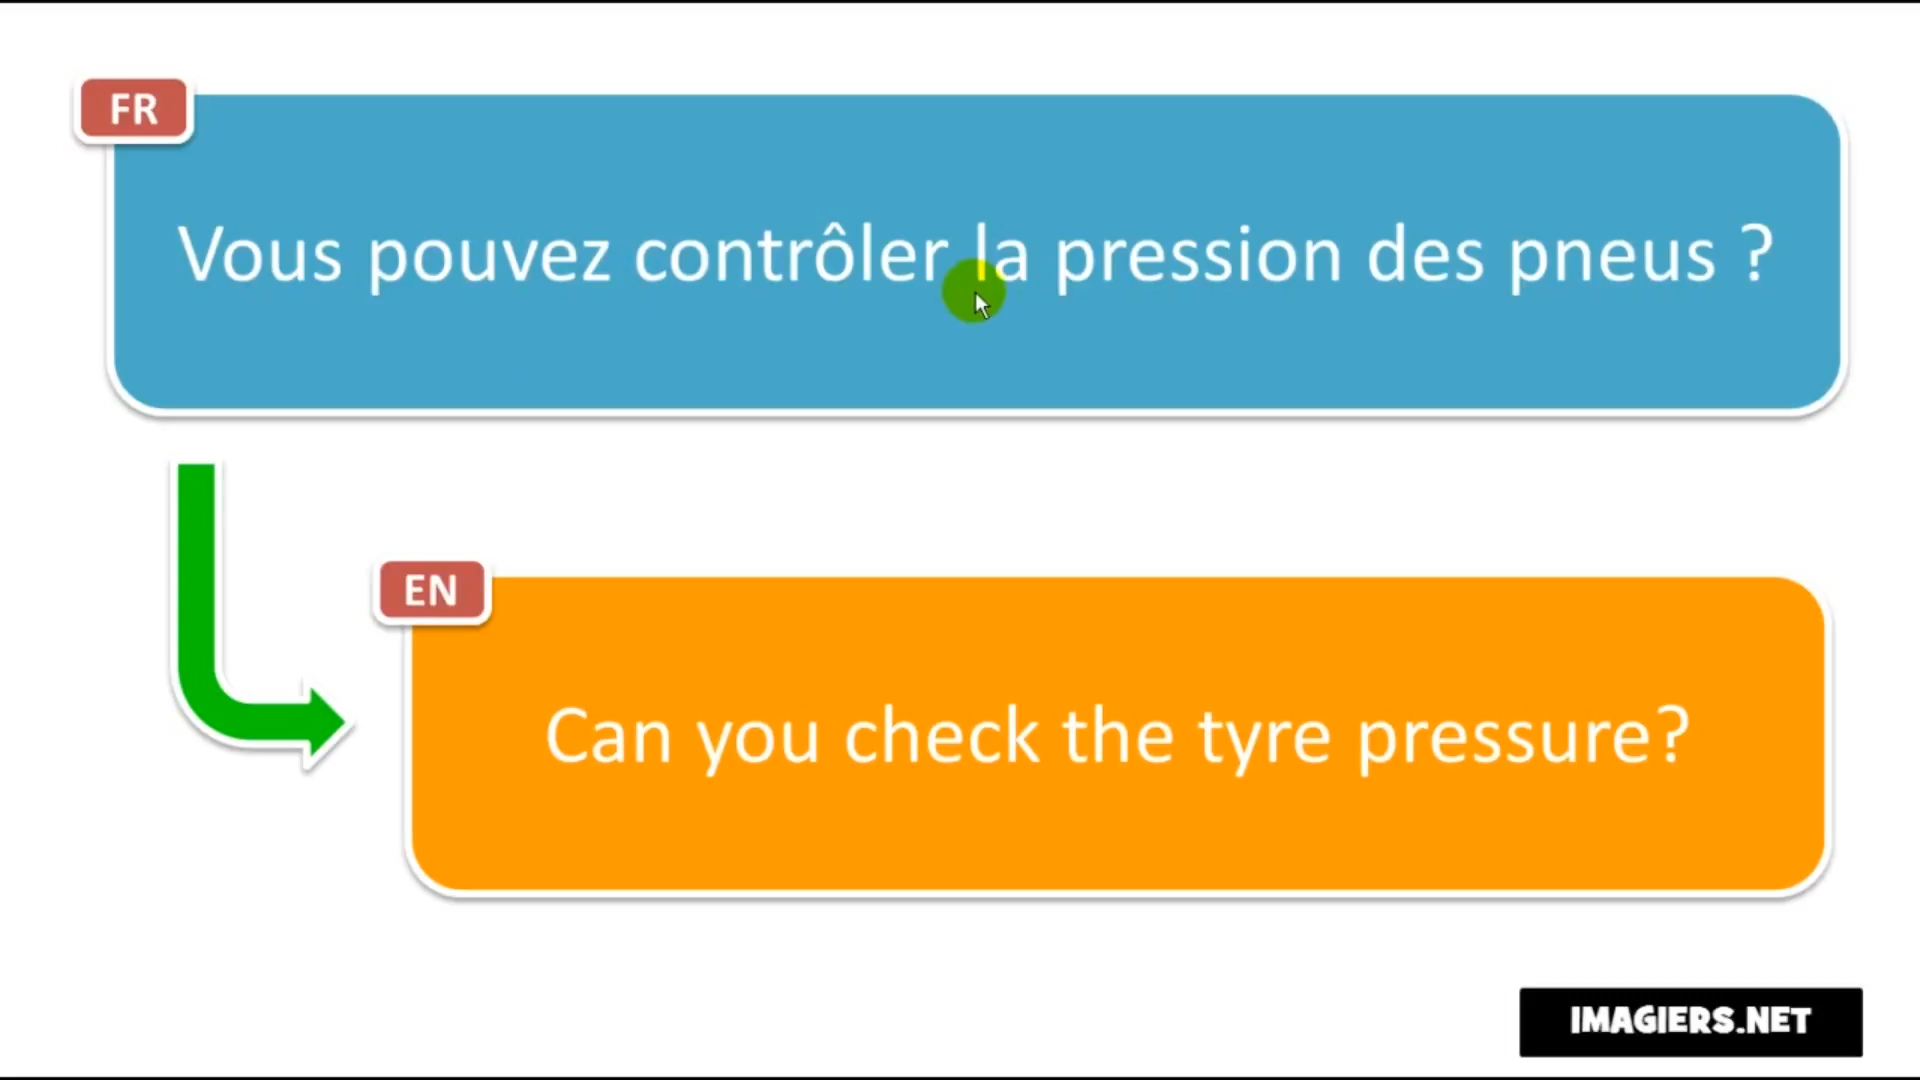 FR
Vous pouvez contrôler la pression des pneus ?
EN
Can you check the tyre pressure?
IMAGIERS.NET